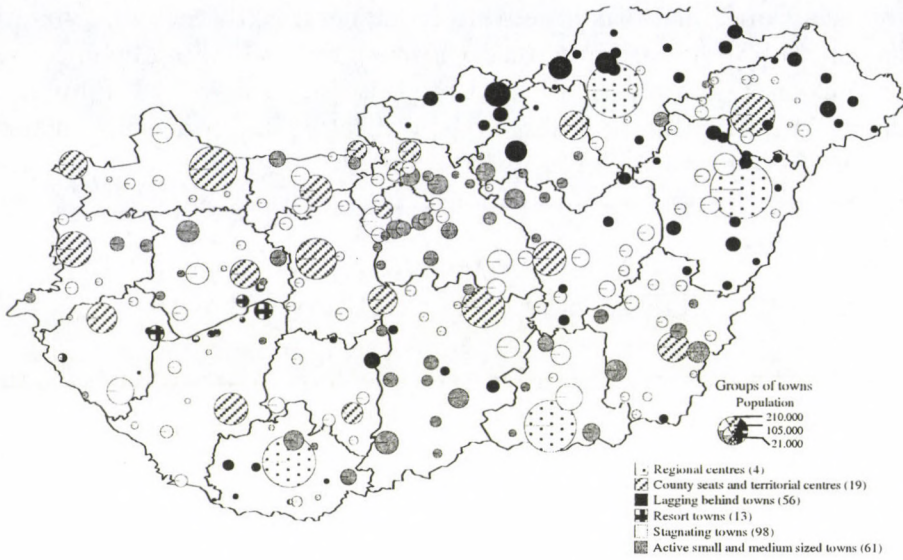 Groups of towns
Population
210.000
105.000
21.000
Regional centres (4)
County seats and territorial centres (19)
Lagging behind towns (56)
Resort towns (13)
Stagnating towns (98)
Active small and medium sized towns (61)